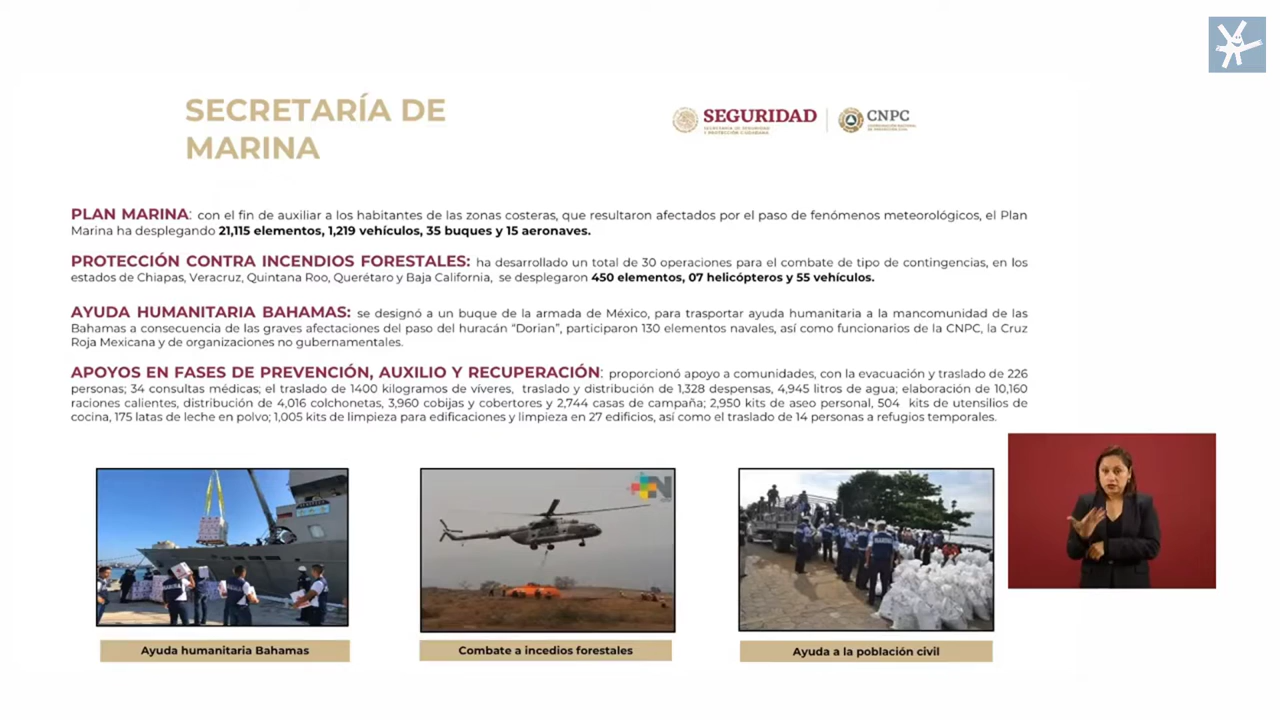 SECRETARÍA DE
MARINA
SEGURIDAD
SECRETARÍA DE SEGURIDAD
Y PROTECCIÓN CIUDADANA
CNPC
COORDINACIÓN NACIONAL
DE PROTECCIÓN CIVIL
PLAN MARINA: con el fin de auxiliar a los habitantes de las zonas costeras, que resultaron afectados por el paso de fenómenos meteorológicos, el Plan
Marina ha desplegando 21,115 elementos, 1,219 vehículos, 35 buques y 15 aeronaves.
PROTECCIÓN CONTRA INCENDIOS FORESTALES: ha desarrollado un total de 30 operaciones para el combate de tipo de contingencias, en los
estados de Chiapas, Veracruz, Quintana Roo, Querétaro y Baja California, se desplegaron 450 elementos, 07 helicópteros y 55 vehículos.
AYUDA HUMANITARIA BAHAMAS: se designó a un buque de la armada de México, para trasportar ayuda humanitaria a la mancomunidad de las
Bahamas a consecuencia de las graves afectaciones del paso del huracán “Dorian”, participaron 130 elementos navales, así como funcionarios de la CNPC, la Cruz
Roja Mexicana y de organizaciones no gubernamentales.
APOYOS EN FASES DE PREVENCIÓN, AUXILIO Y RECUPERACIÓN: proporcionó apoyo a comunidades, con la evacuación y traslado de 226
personas; 34 consultas médicas; el traslado de 1400 kilogramos de víveres, traslado y distribución de 1,328 despensas, 4,945 litros de agua; elaboración de 10,160
raciones calientes, distribución de 4,016 colchonetas, 3,960 cobijas y cobertores y 2,744 casas de campaña; 2,950 kits de aseo personal, 504 kits de utensilios de
cocina, 175 latas de leche en polvo; 1,005 kits de limpieza para edificaciones y limpieza en 27 edificios, así como el traslado de 14 personas a refugios temporales.
MARINA
N
Ayuda humanitaria Bahamas
Combate a incedios forestales
Ayuda a la población civil